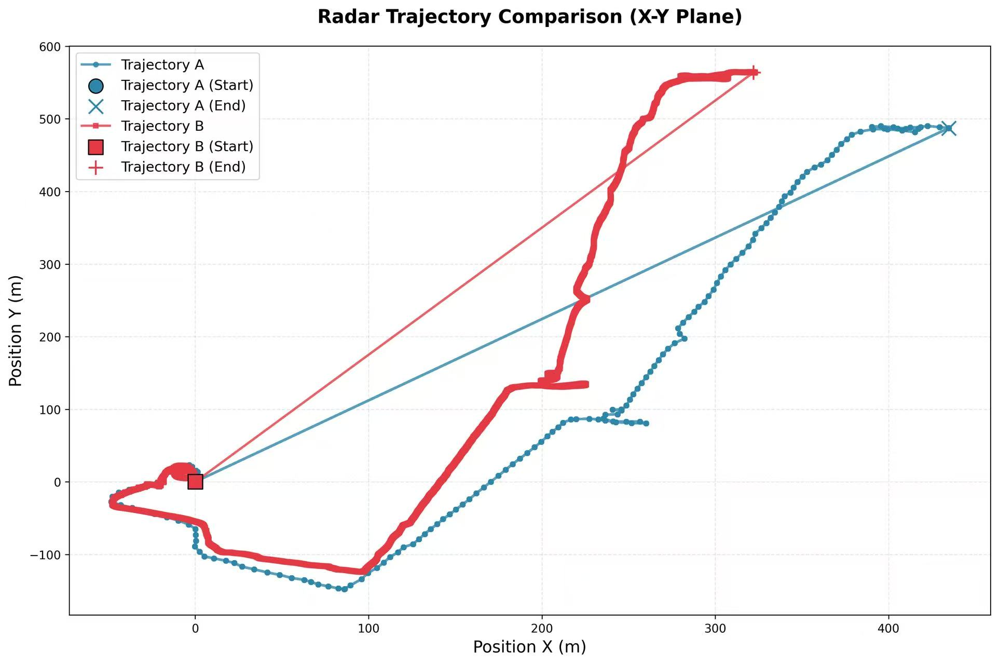 Radar Trajectory Comparison (X-Y Plane)
600
500
400
300
200
100
0
−100
Position Y (m)
Trajectory A
Trajectory A (Start)
Trajectory A (End)
Trajectory B
Trajectory B (Start)
Trajectory B (End)
0 100 200 300 400
Position X (m)